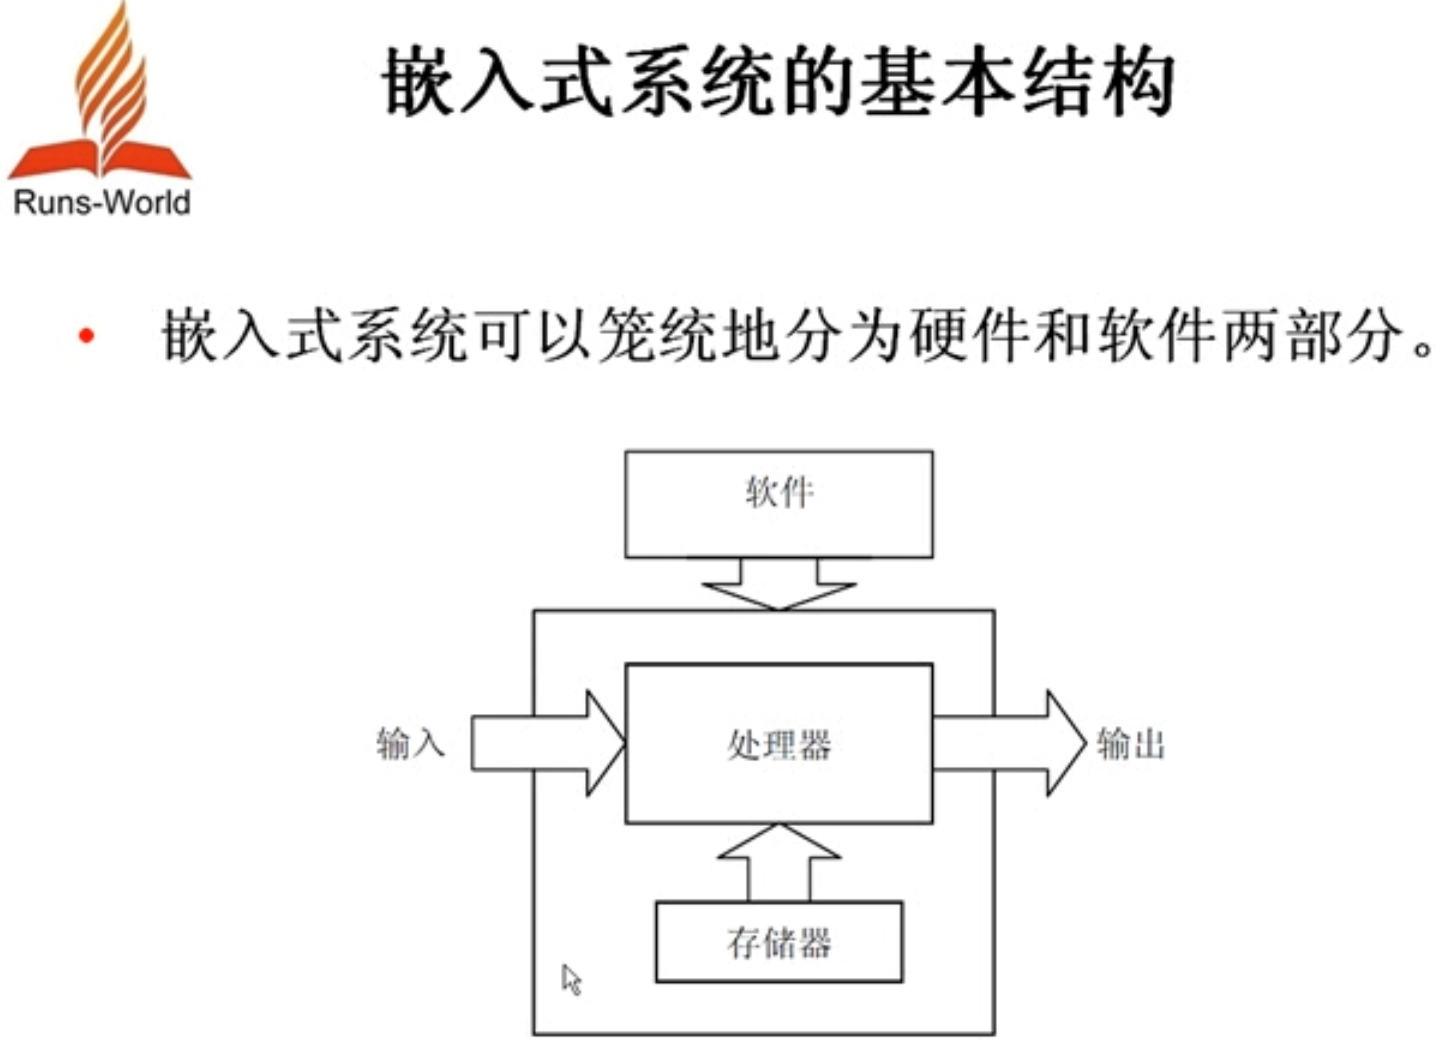 嵌入式系统的基本结构
Runs-World
• 嵌入式系统可以笼统地分为硬件和软件两部分。
软件
输入
处理器
输出
存储器